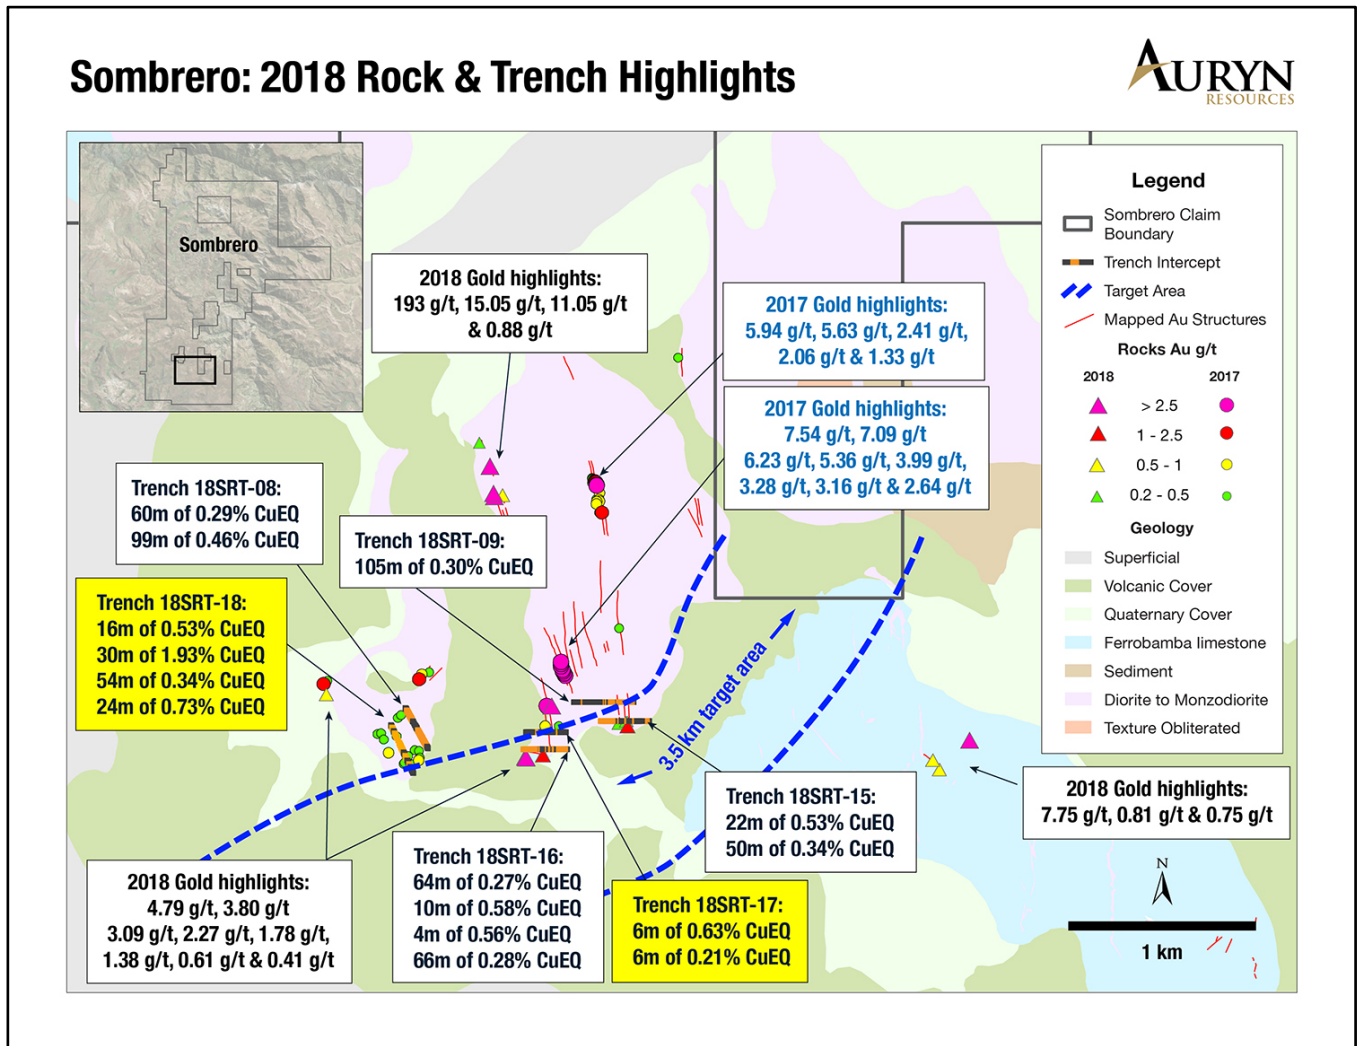 Sombrero: 2018 Rock & Trench Highlights
AURYN
RESOURCES
Sombrero
2018 Gold highlights:
193 g/t, 15.05 g/t, 11.05 g/t
& 0.88 g/t
2017 Gold highlights:
5.94 g/t, 5.63 g/t, 2.41 g/t,
2.06 g/t & 1.33 g/t
2017 Gold highlights:
7.54 g/t, 7.09 g/t
6.23 g/t, 5.36 g/t, 3.99 g/t,
3.28 g/t, 3.16 g/t & 2.64 g/t
Trench 18SRT-08:
60m of 0.29% CuEQ
99m of 0.46% CuEQ
Trench 18SRT-09:
105m of 0.30% CuEQ
Trench 18SRT-18:
16m of 0.53% CuEQ
30m of 1.93% CuEQ
54m of 0.34% CuEQ
24m of 0.73% CuEQ
3.5 km target area
Trench 18SRT-15:
22m of 0.53% CuEQ
50m of 0.34% CuEQ
2018 Gold highlights:
7.75 g/t, 0.81 g/t & 0.75 g/t
2018 Gold highlights:
4.79 g/t, 3.80 g/t
3.09 g/t, 2.27 g/t, 1.78 g/t,
1.38 g/t, 0.61 g/t & 0.41 g/t
Trench 18SRT-16:
64m of 0.27% CuEQ
10m of 0.58% CuEQ
4m of 0.56% CuEQ
66m of 0.28% CuEQ
Trench 18SRT-17:
6m of 0.63% CuEQ
6m of 0.21% CuEQ
Legend
Sombrero Claim
Boundary
Trench Intercept
Target Area
Mapped Au Structures
Rocks Au g/t
2018 2017
> 2.5
1 - 2.5
0.5 - 1
0.2 - 0.5
Geology
Superficial
Volcanic Cover
Quaternary Cover
Ferrobamba limestone
Sediment
Diorite to Monzodiorite
Texture Obliterated
N
1 km